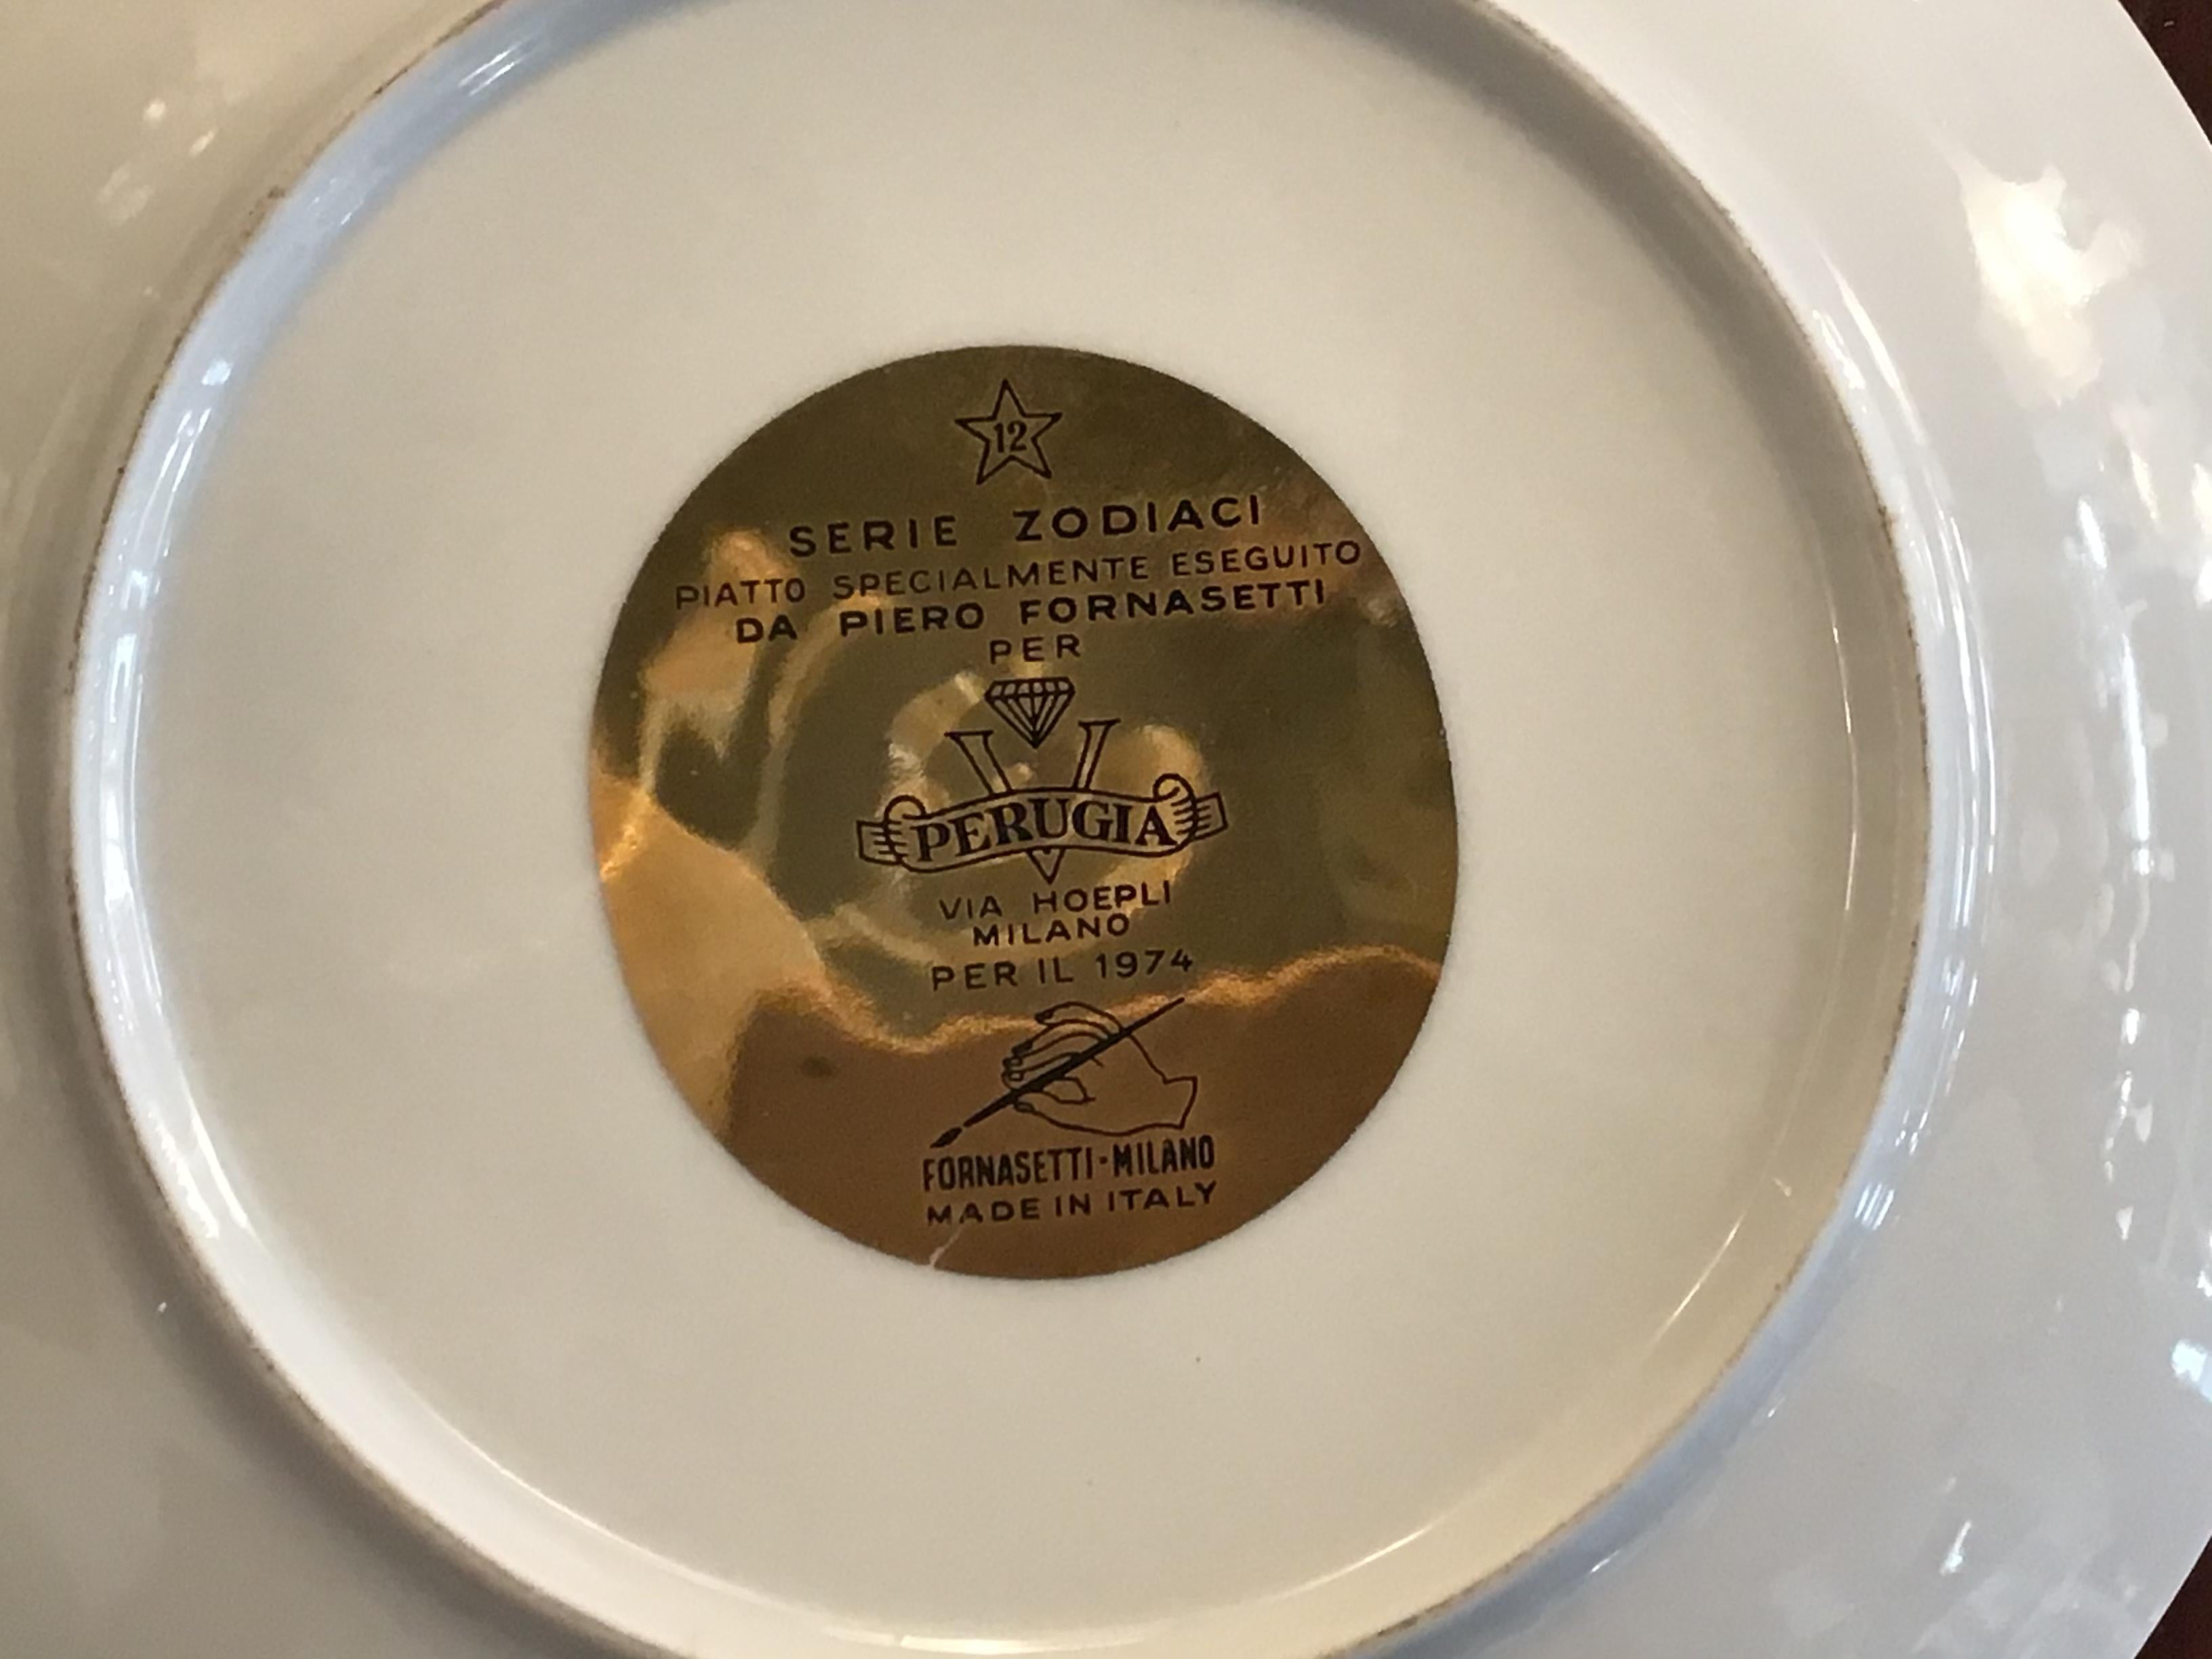 12
SERIE ZODIACI
PIATTO SPECIALMENTE ESEGUITO
DA PIERO FORNASETTI
PER
V
PERUGIA
VIA HOEPLI
MILANO
PER IL 1974
FORNASETTI-MILANO
MADE IN ITALY